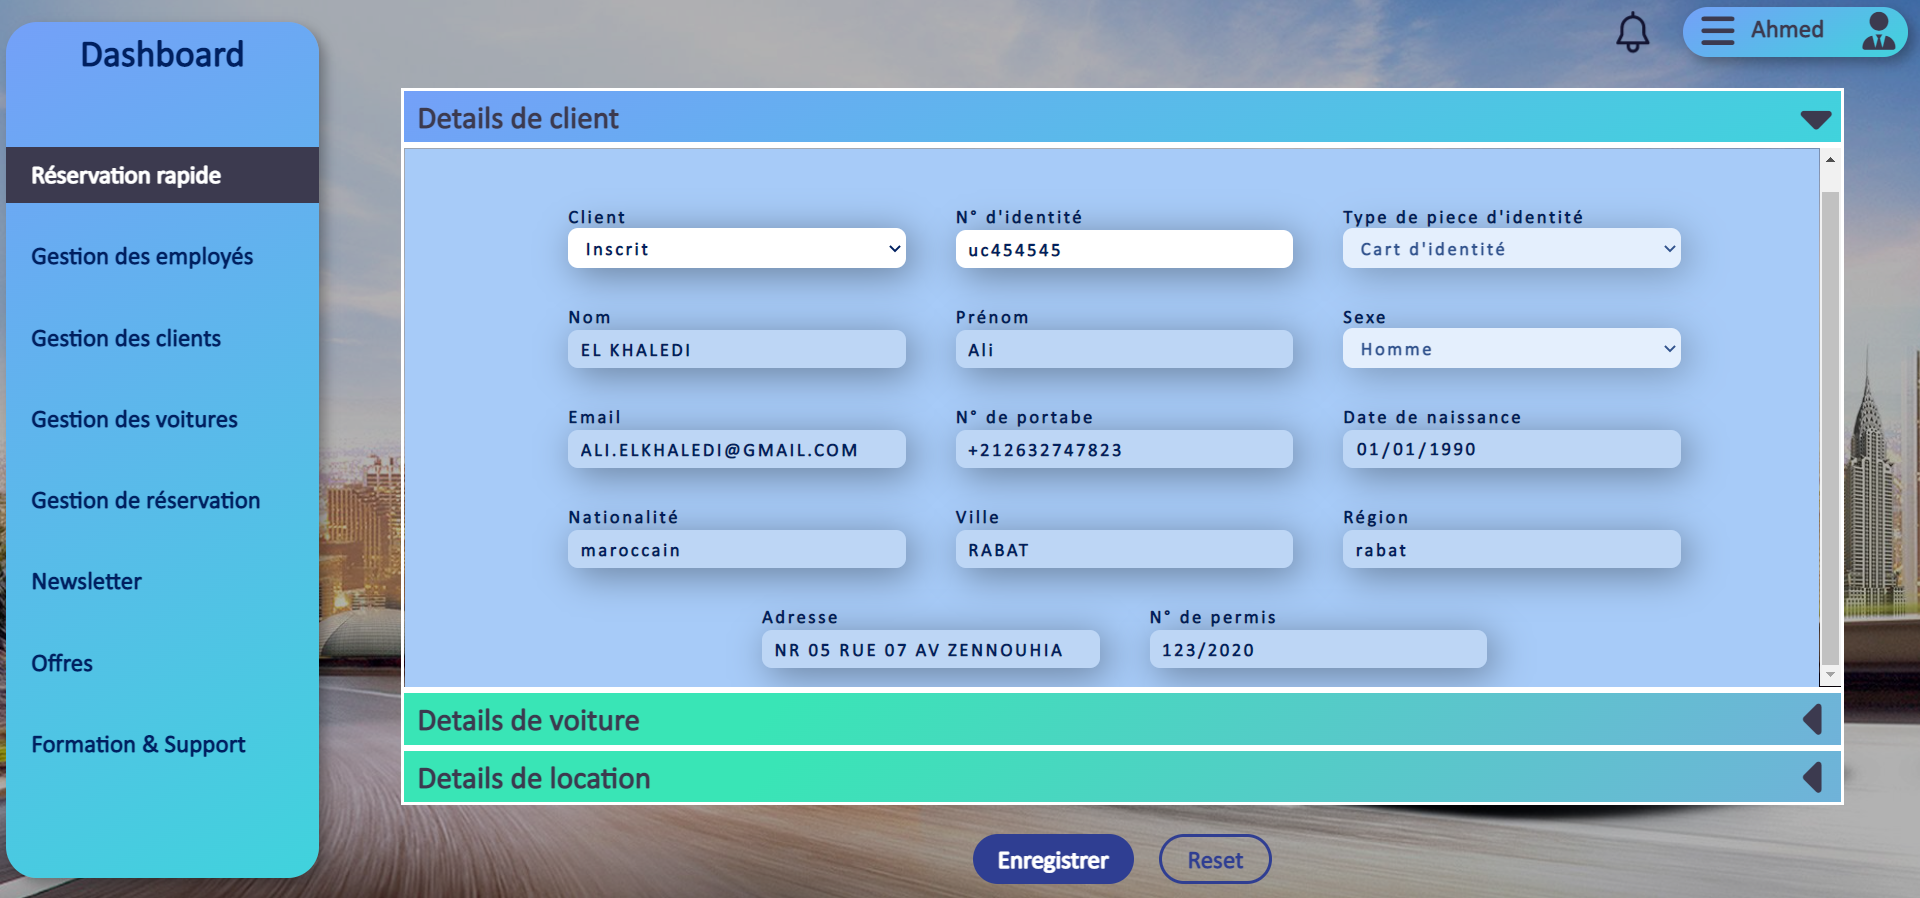 Dashboard
Ahmed
Réservation rapide
Gestion des employés
Gestion des clients
Gestion des voitures
Gestion de réservation
Newsletter
Offres
Formation & Support
Details de client
Client
N° d'identité
Type de piece d'identité
Inscrit
uc454545
Cart d'identité
Nom
Prénom
Sexe
EL KHALEDI
Ali
Homme
Email
N° de portabe
Date de naissance
ALI.ELKHALEDI@GMAIL.COM
+212632747823
01/01/1990
Nationalité
Ville
Région
maroccain
RABAT
rabat
Adresse
N° de permis
NR 05 RUE 07 AV ZENNOUHIA
123/2020
Details de voiture
Details de location
Enregistrer
Reset